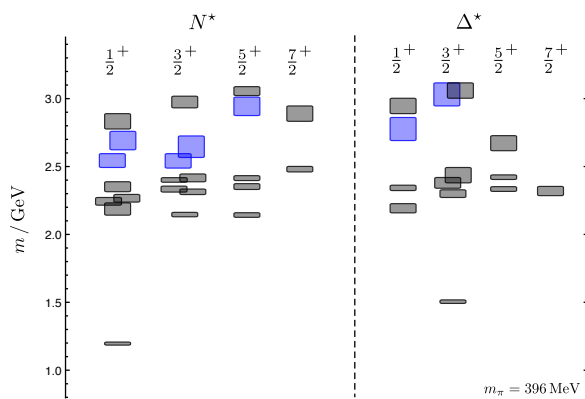 N⋆ Δ⋆
1/2⁺ 3/2⁺ 5/2⁺ 7/2⁺ 1/2⁺ 3/2⁺ 5/2⁺ 7/2⁺
3.0
2.5
m / GeV
2.0
1.5
1.0
mπ = 396 MeV